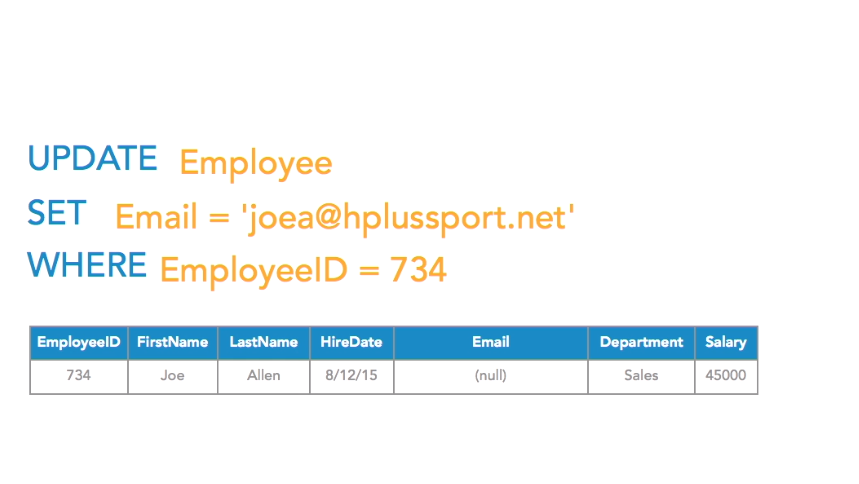 UPDATE Employee
SET Email = 'joea@hplussport.net'
WHERE EmployeeID = 734
EmployeeID FirstName LastName HireDate Email Department Salary
734 Joe Allen 8/12/15 (null) Sales 45000